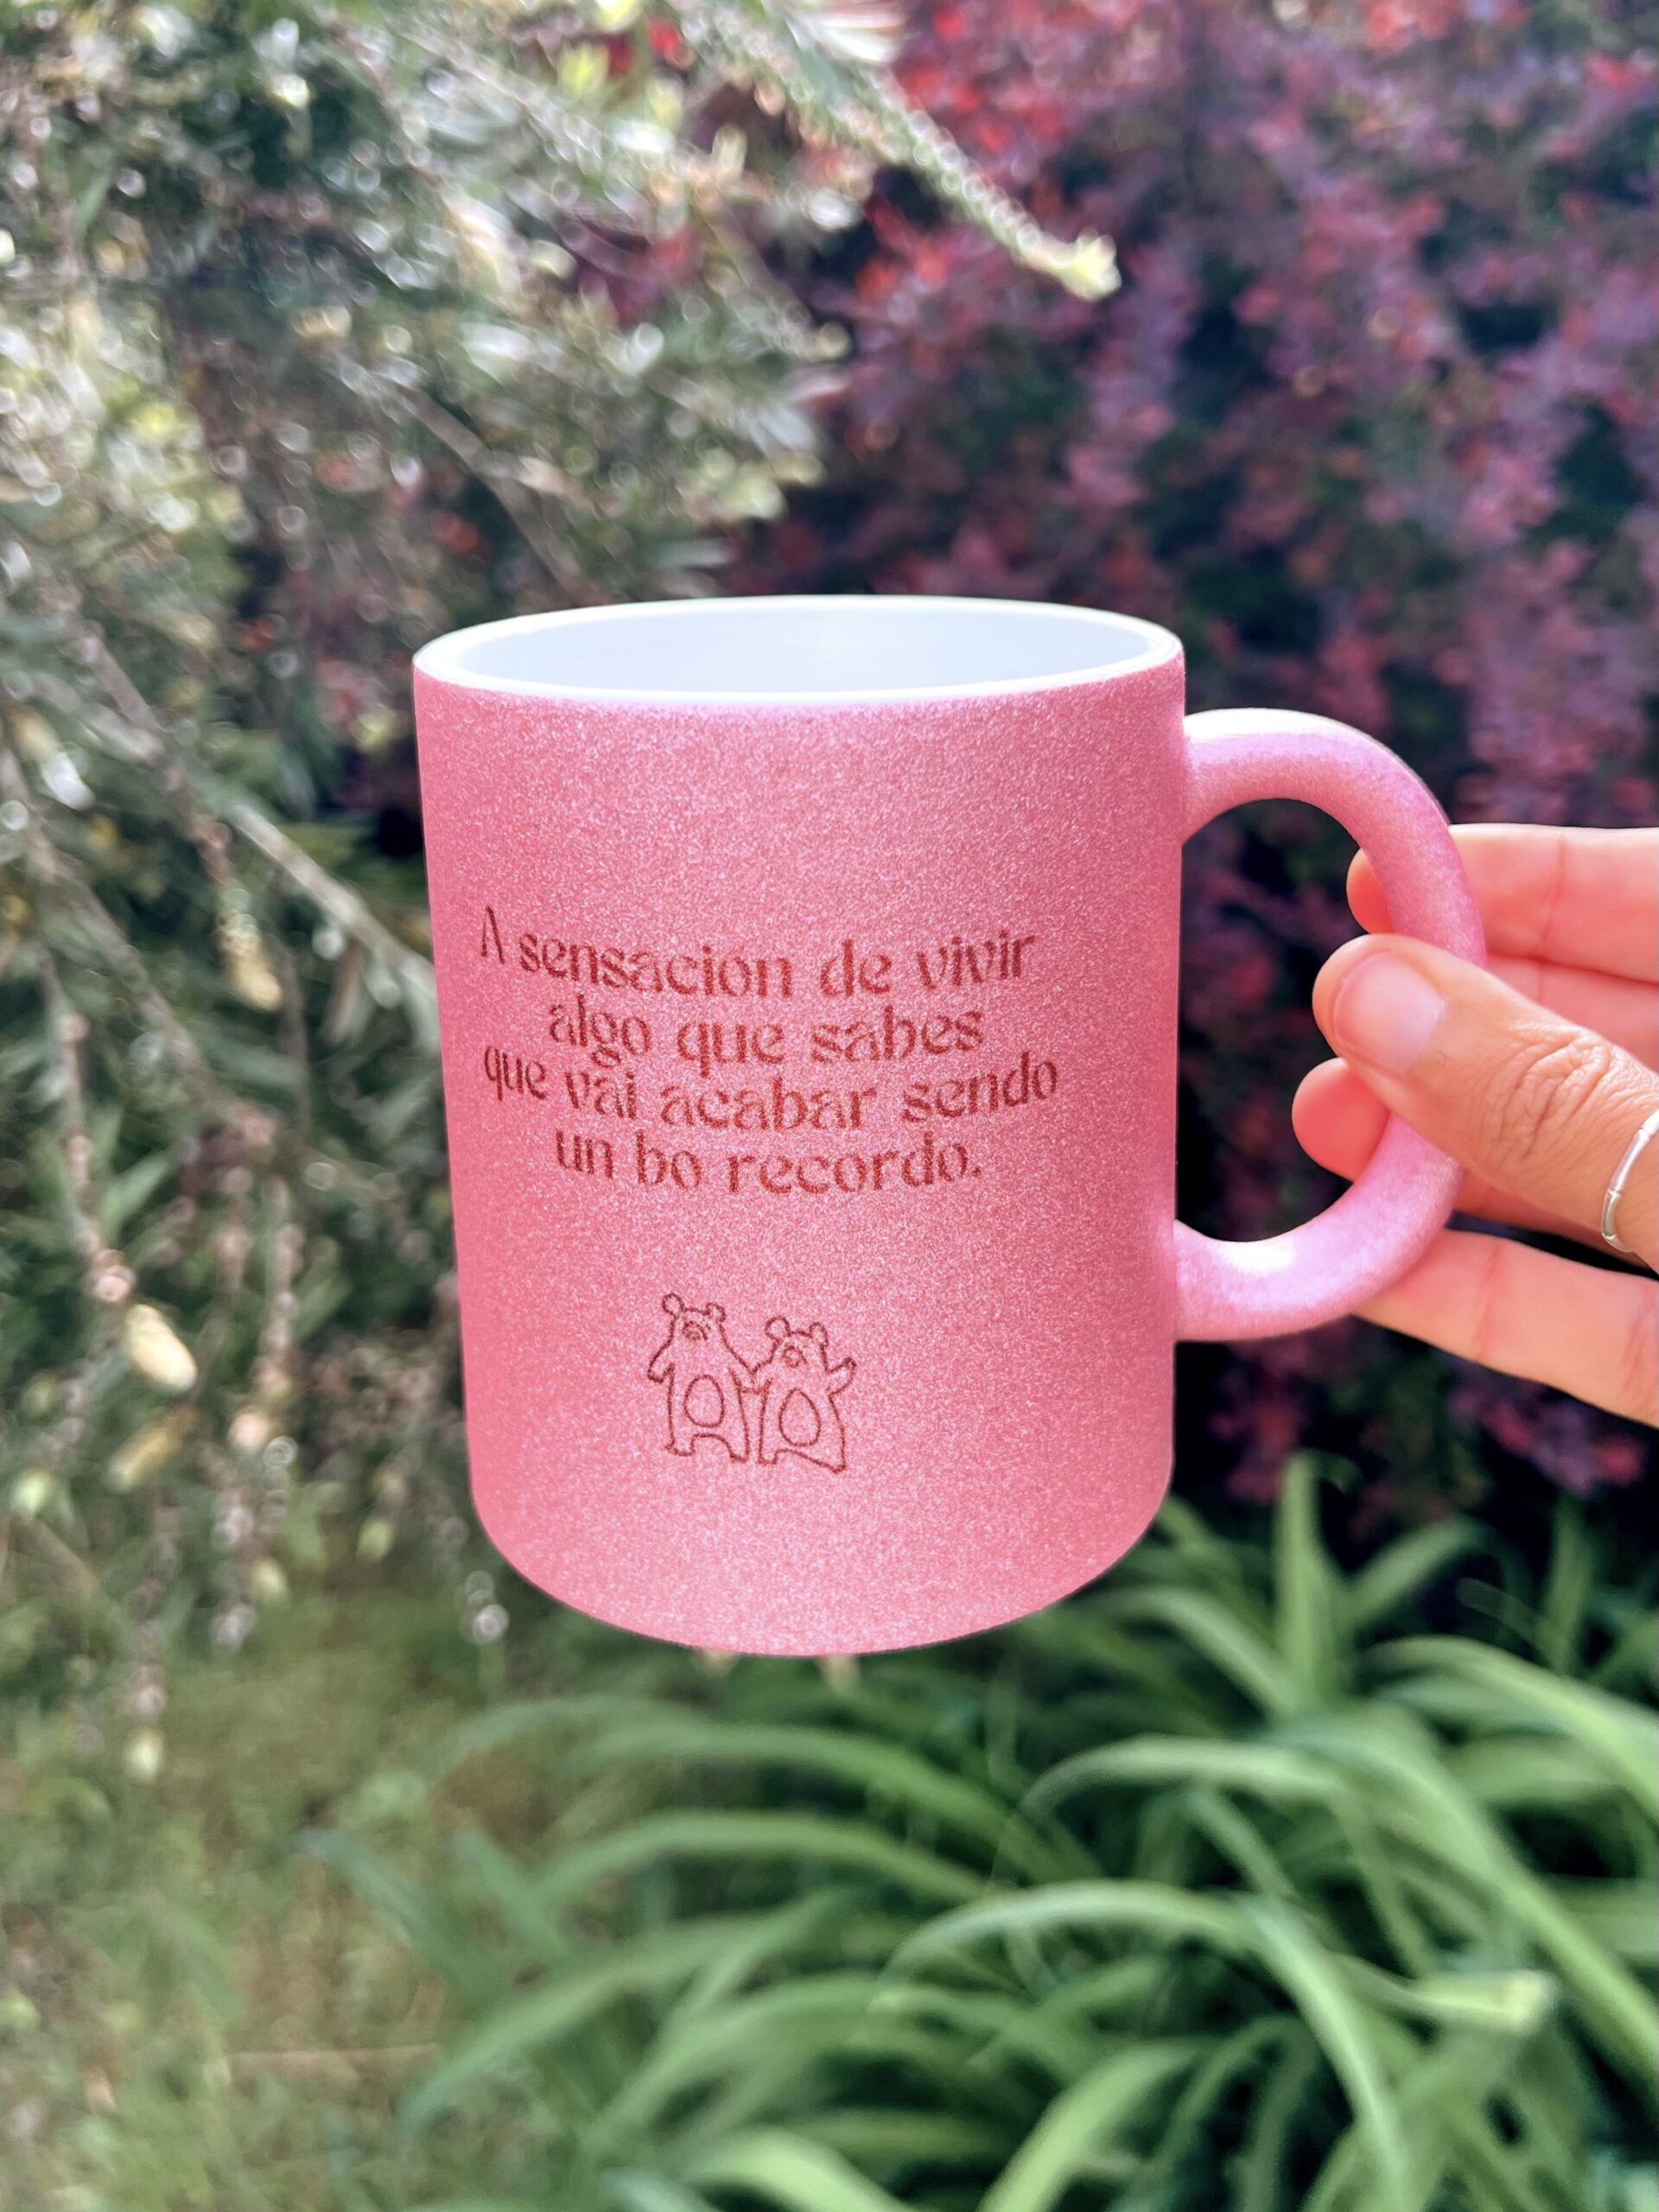 A sensación de vivir
algo que sabes
que vai acabar sendo
un bo recordo.